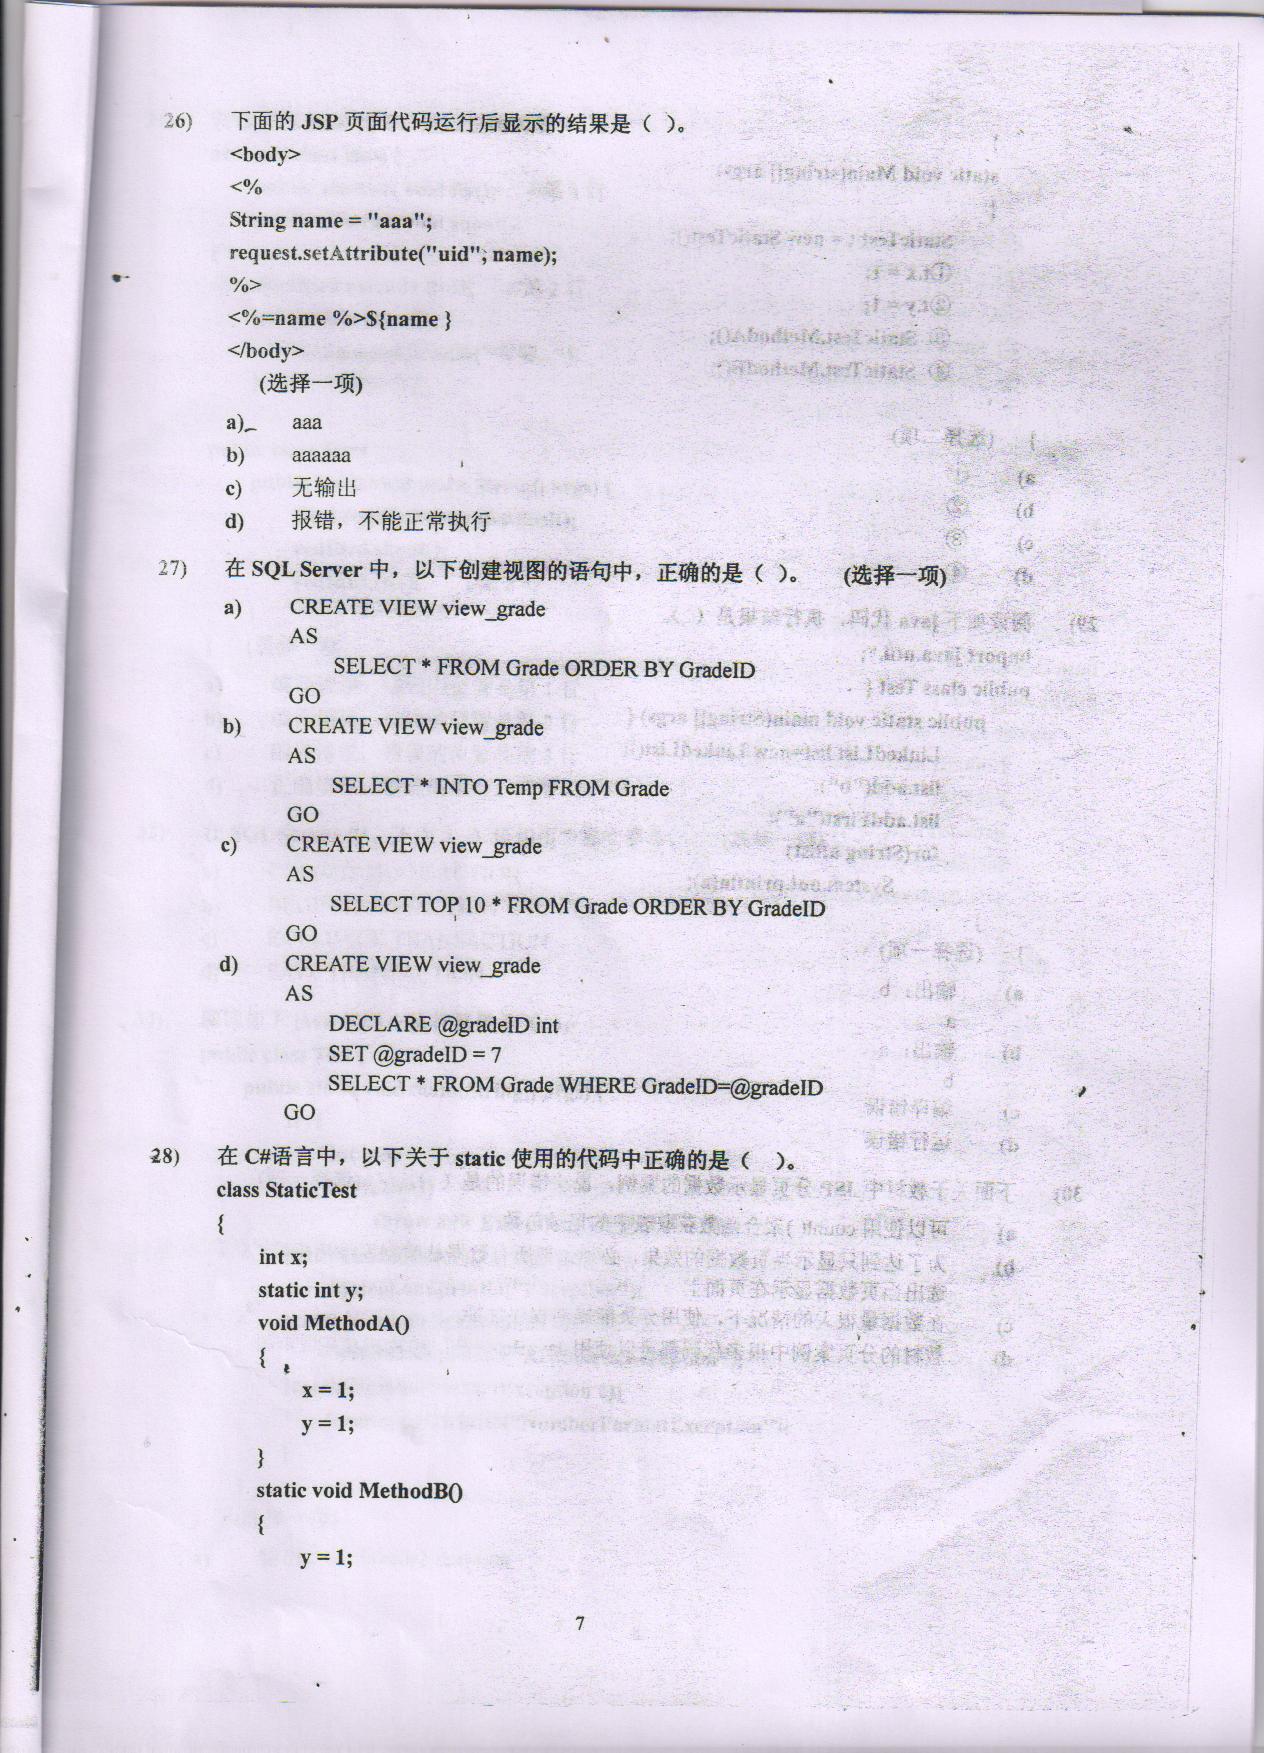 26) 下面的 JSP 页面代码运行后显示的结果是（ ）。
<body>
<%
String name = "aaa";
request.setAttribute("uid", name);
%>
<%=name %>${name }
</body>
(选择一项)
a) aaa
b) aaaaaa
c) 无输出
d) 报错，不能正常执行
27) 在 SQL Server 中，以下创建视图的语句中，正确的是（ ）。 (选择一项)
a) CREATE VIEW view_grade
AS
SELECT * FROM Grade ORDER BY GradeID
GO
b) CREATE VIEW view_grade
AS
SELECT * INTO Temp FROM Grade
GO
c) CREATE VIEW view_grade
AS
SELECT TOP 10 * FROM Grade ORDER BY GradeID
GO
d) CREATE VIEW view_grade
AS
DECLARE @gradeID int
SET @gradeID = 7
SELECT * FROM Grade WHERE GradeID=@gradeID
GO
28) 在 C#语言中，以下关于 static 使用的代码中正确的是（ ）。
class StaticTest
{
int x;
static int y;
void MethodA()
{
x = 1;
y = 1;
}
static void MethodB()
{
y = 1;
7